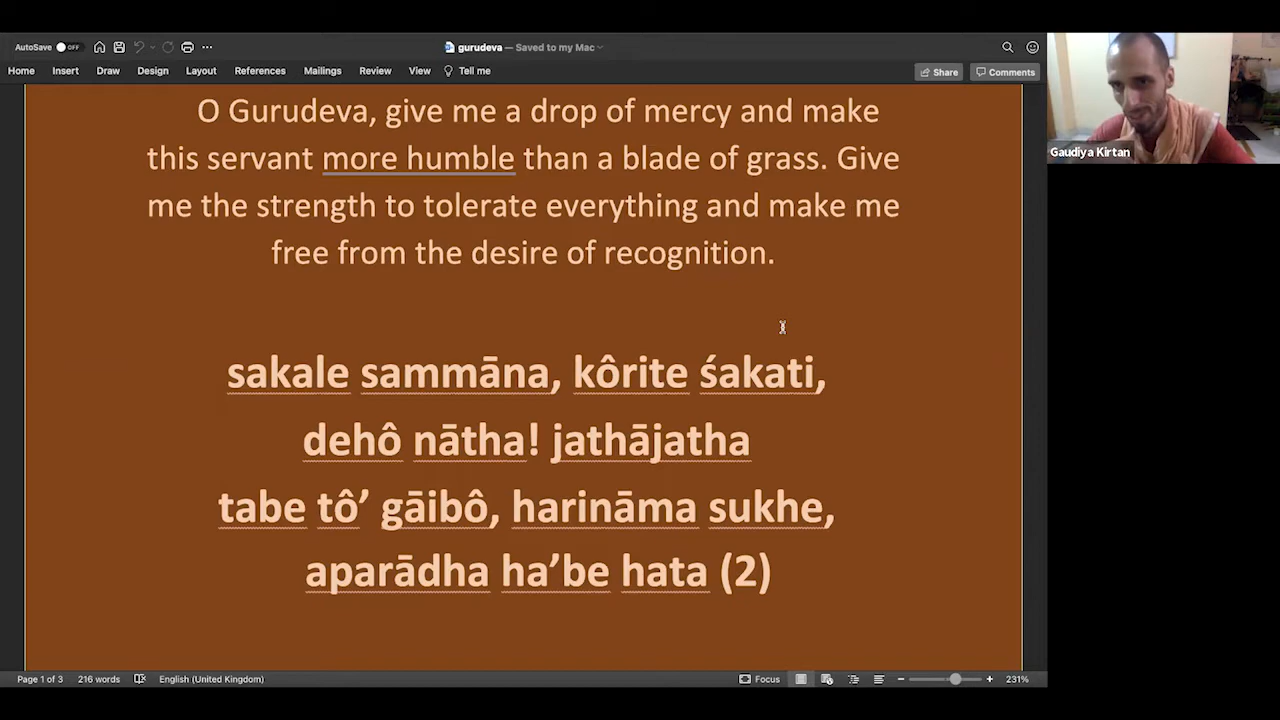 AutoSave OFF
gurudeva — Saved to my Mac
Home Insert Draw Design Layout References Mailings Review View Tell me
Share Comments
O Gurudeva, give me a drop of mercy and make
this servant more humble than a blade of grass. Give
me the strength to tolerate everything and make me
free from the desire of recognition.
sakale sammāna, kôrite śakati,
dehô nātha! jathājatha
tabe tô’ gāibô, harināma sukhe,
aparādha ha’be hata (2)
Gaudiya Kirtan
Page 1 of 3 216 words English (United Kingdom) Focus 231%